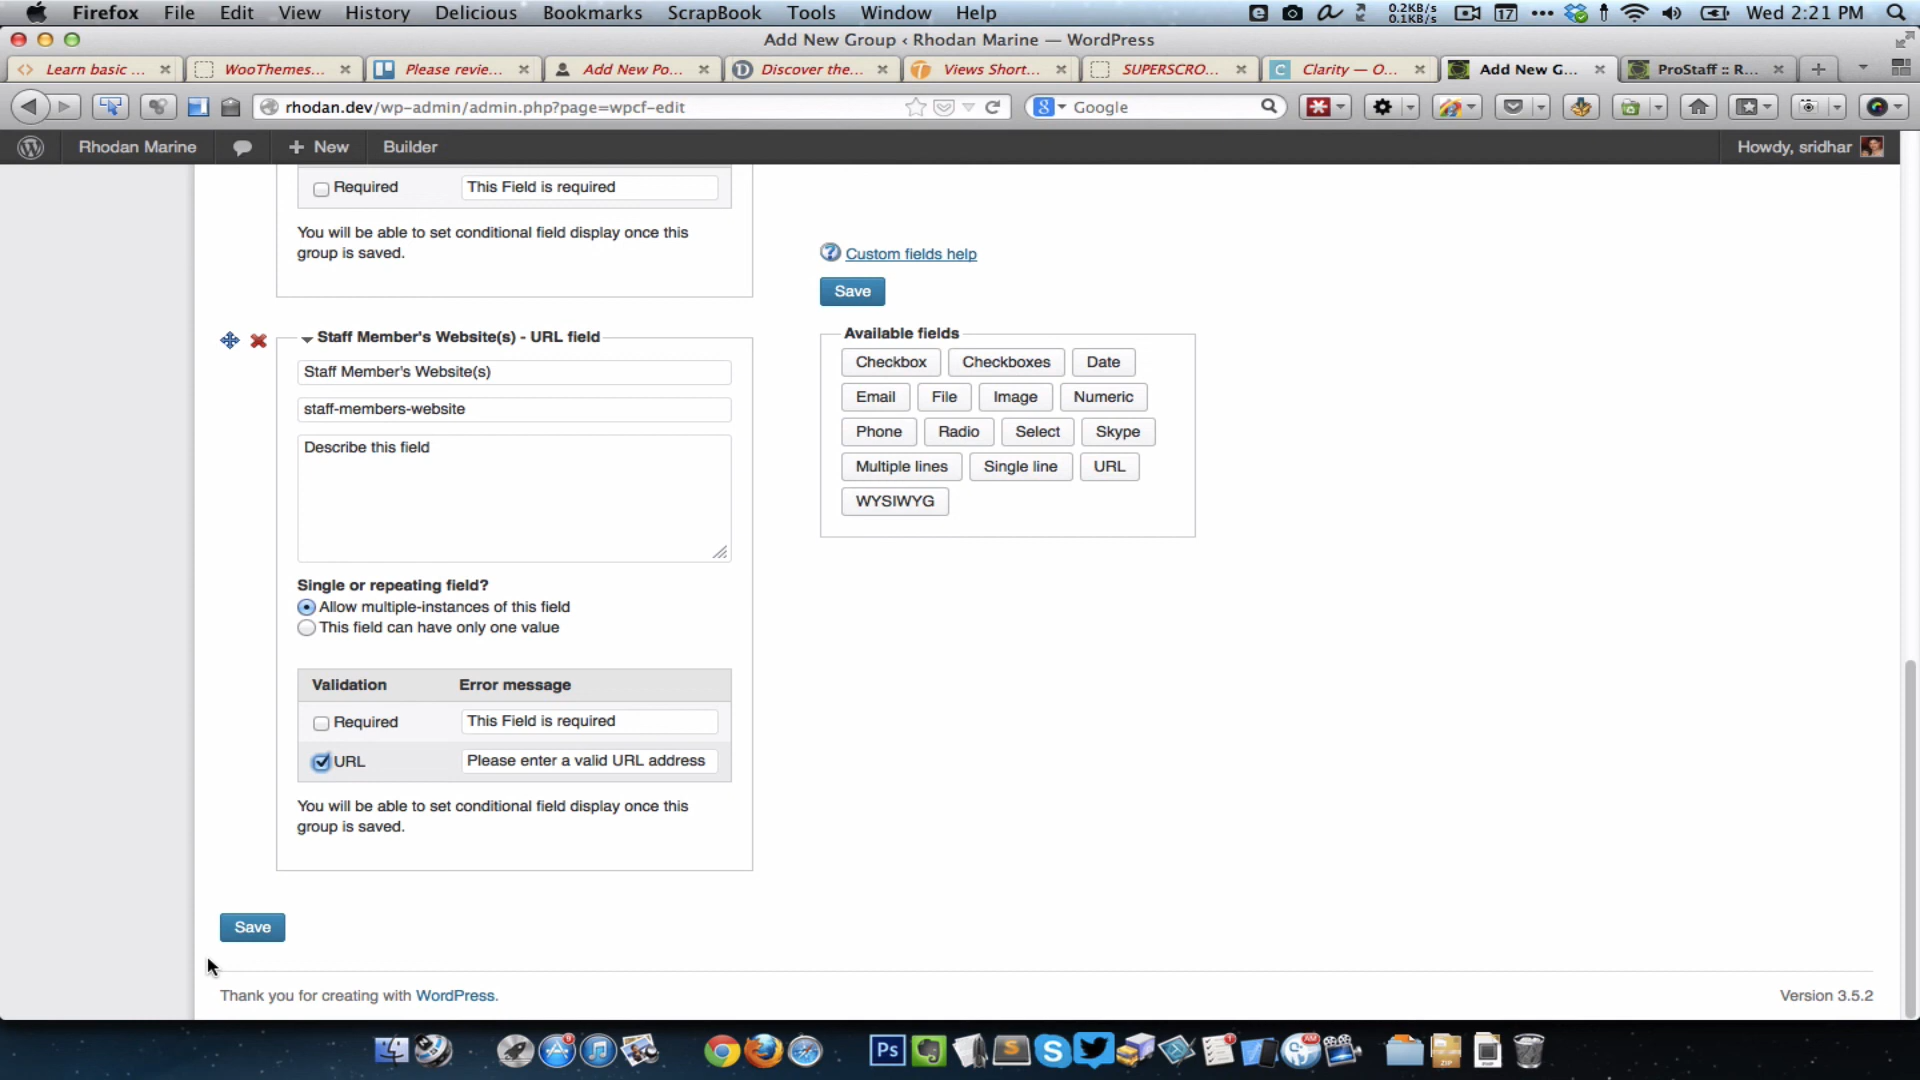 Firefox File Edit View History Delicious Bookmarks ScrapBook Tools Window Help 0.2KB/s 0.1KB/s 17 Wed 2:21 PM
Add New Group ‹ Rhodan Marine — WordPress
Learn basic ... WooThemes... Please revie... Add New Po... Discover the... Views Short... SUPERSCRO... Clarity — O... Add New G... ProStaff :: R...
rhodan.dev/wp-admin/admin.php?page=wpcf-edit Google
Rhodan Marine + New Builder Howdy, sridhar
Required This Field is required
You will be able to set conditional field display once this
group is saved.
Custom fields help
Save
Staff Member's Website(s) - URL field
Staff Member's Website(s)
staff-members-website
Describe this field
Available fields
Checkbox Checkboxes Date
Email File Image Numeric
Phone Radio Select Skype
Multiple lines Single line URL
WYSIWYG
Single or repeating field?
Allow multiple-instances of this field
This field can have only one value
Validation Error message
Required This Field is required
URL Please enter a valid URL address
You will be able to set conditional field display once this
group is saved.
Save
Thank you for creating with WordPress. Version 3.5.2
Ps